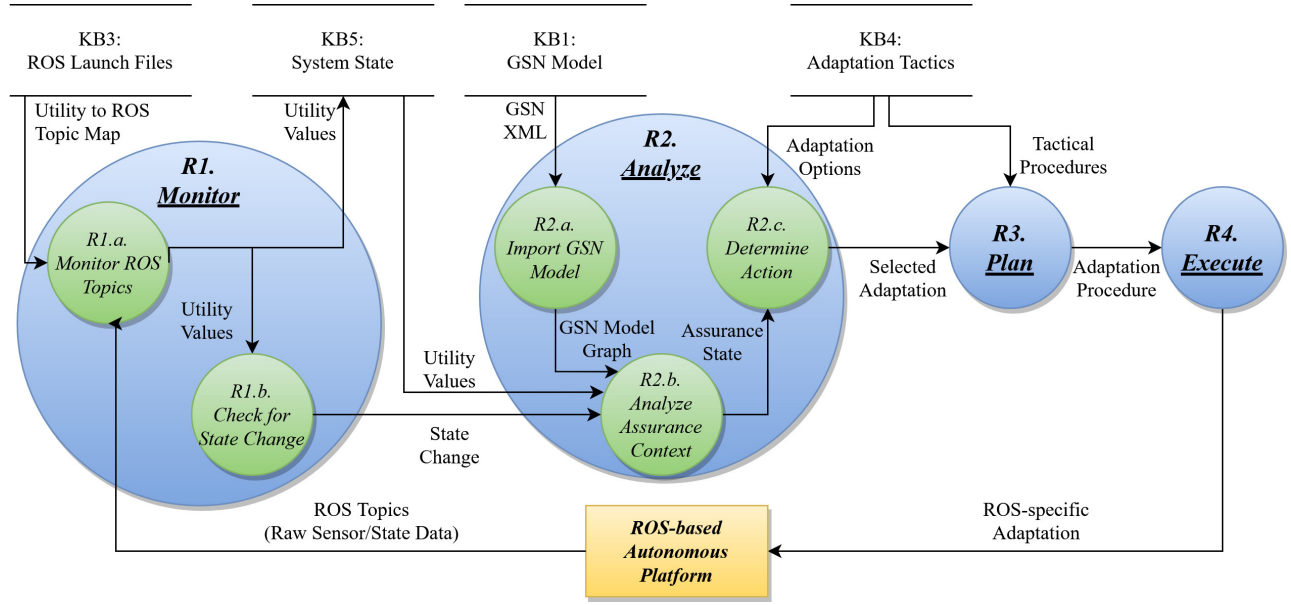 KB3:
ROS Launch Files
KB5:
System State
KB1:
GSN Model
KB4:
Adaptation Tactics
Utility to ROS
Topic Map
Utility
Values
GSN
XML
Adaptation
Options
Tactical
Procedures
R1.
Monitor
R2.
Analyze
R1.a.
Monitor ROS
Topics
R2.a.
Import GSN
Model
R2.c.
Determine
Action
R3.
Plan
R4.
Execute
Selected
Adaptation
Adaptation
Procedure
Utility
Values
GSN Model
Graph
Assurance
State
Utility
Values
R1.b.
Check for
State Change
R2.b.
Analyze
Assurance
Context
State
Change
ROS Topics
(Raw Sensor/State Data)
ROS-based
Autonomous
Platform
ROS-specific
Adaptation